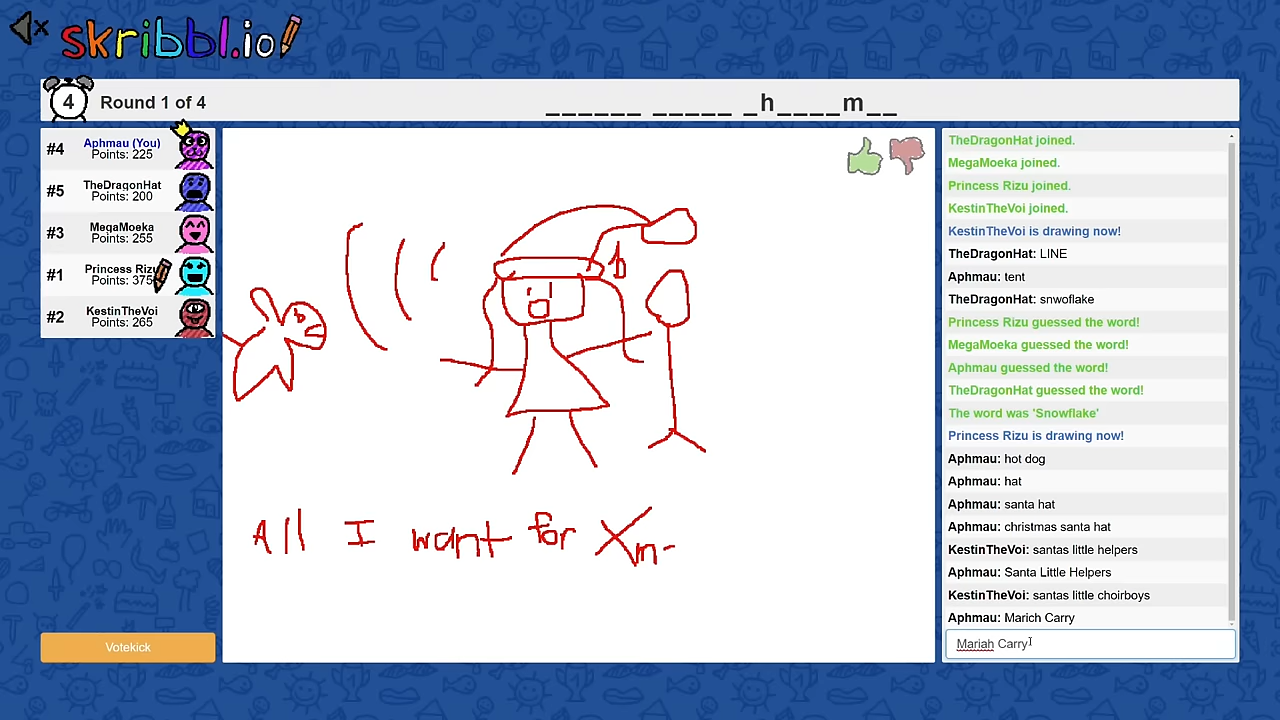 skribbl.io!
4
Round 1 of 4
______ _____ _h____m__
#4
Aphmau (You)
Points: 225
#5
TheDragonHat
Points: 200
#3
MegaMoeka
Points: 255
#1
Princess Rizu
Points: 375
#2
KestinTheVoi
Points: 265
Votekick
b
b
All I want for Xm-
TheDragonHat joined.
MegaMoeka joined.
Princess Rizu joined.
KestinTheVoi joined.
KestinTheVoi is drawing now!
TheDragonHat: LINE
Aphmau: tent
TheDragonHat: snwoflake
Princess Rizu guessed the word!
MegaMoeka guessed the word!
Aphmau guessed the word!
TheDragonHat guessed the word!
The word was 'Snowflake'
Princess Rizu is drawing now!
Aphmau: hot dog
Aphmau: hat
Aphmau: santa hat
Aphmau: christmas santa hat
KestinTheVoi: santas little helpers
Aphmau: Santa Little Helpers
KestinTheVoi: santas little choirboys
Aphmau: Marich Carry
Mariah Carry